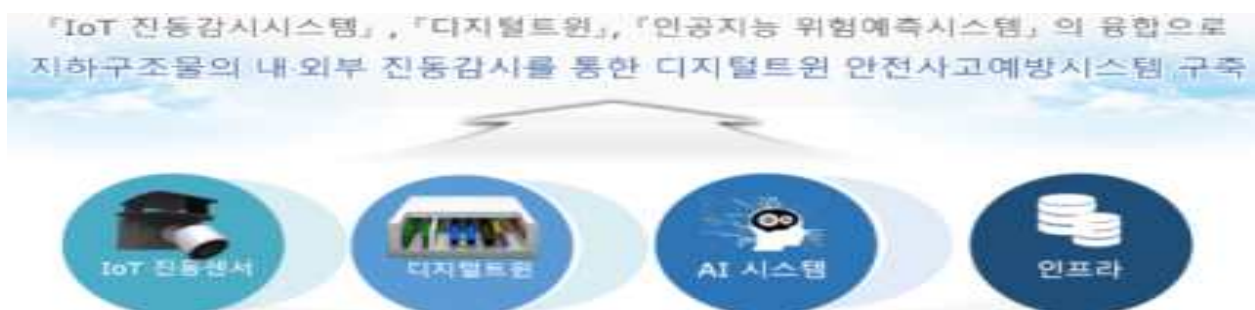 「IoT 진동감시시스템」, 「디지털트윈」, 「인공지능 위험예측시스템」 의 융합으로
지하구조물의 내·외부 진동감시를 통한 디지털트윈 안전사고예방시스템 구축
IoT 진동센서
디지털트윈
AI 시스템
인프라